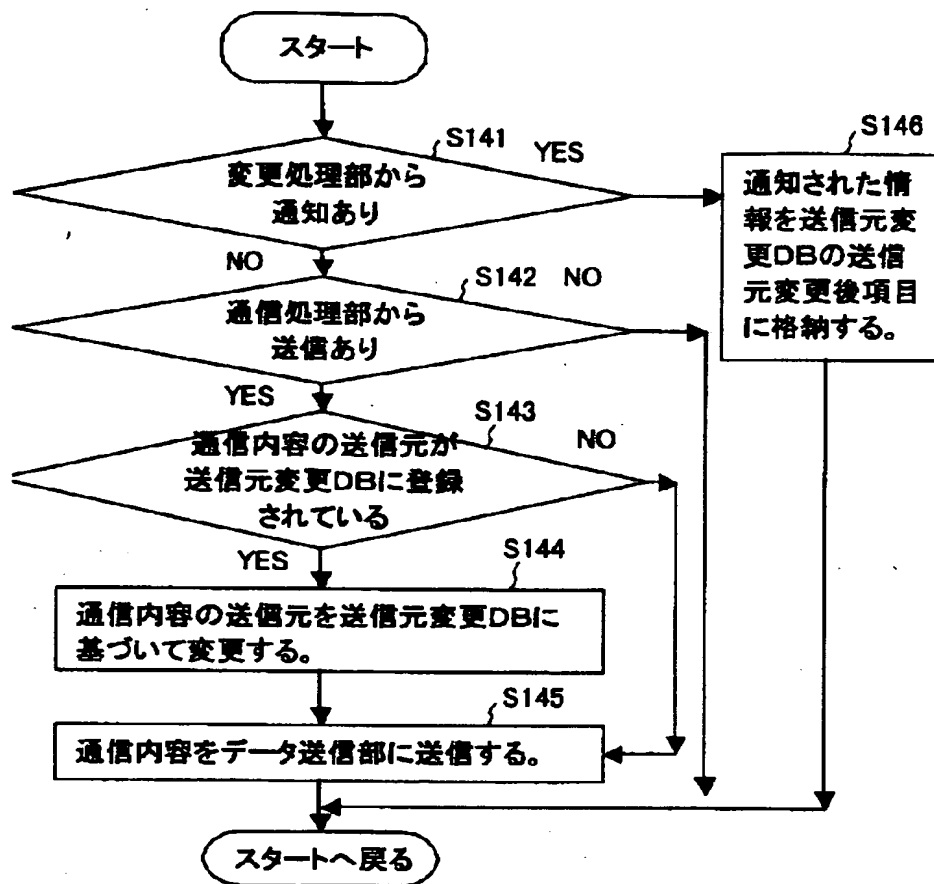 スタート
S141
YES
変更処理部から
通知あり
NO
S146
通知された情
報を送信元変
更DBの送信
元変更後項目
に格納する。
S142
NO
通信処理部から
送信あり
YES
S143
NO
通信内容の送信元が
送信元変更DBに登録
されている
YES
S144
通信内容の送信元を送信元変更DBに
基づいて変更する。
S145
通信内容をデータ送信部に送信する。
スタートへ戻る